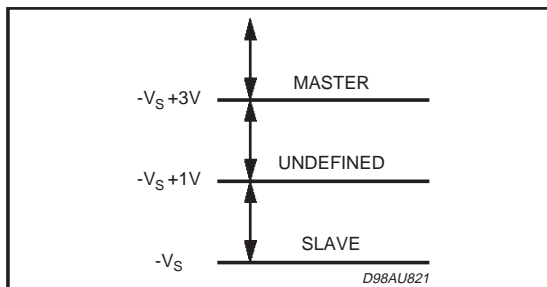 MASTER
-VS +3V
UNDEFINED
-VS +1V
SLAVE
-VS
D98AU821